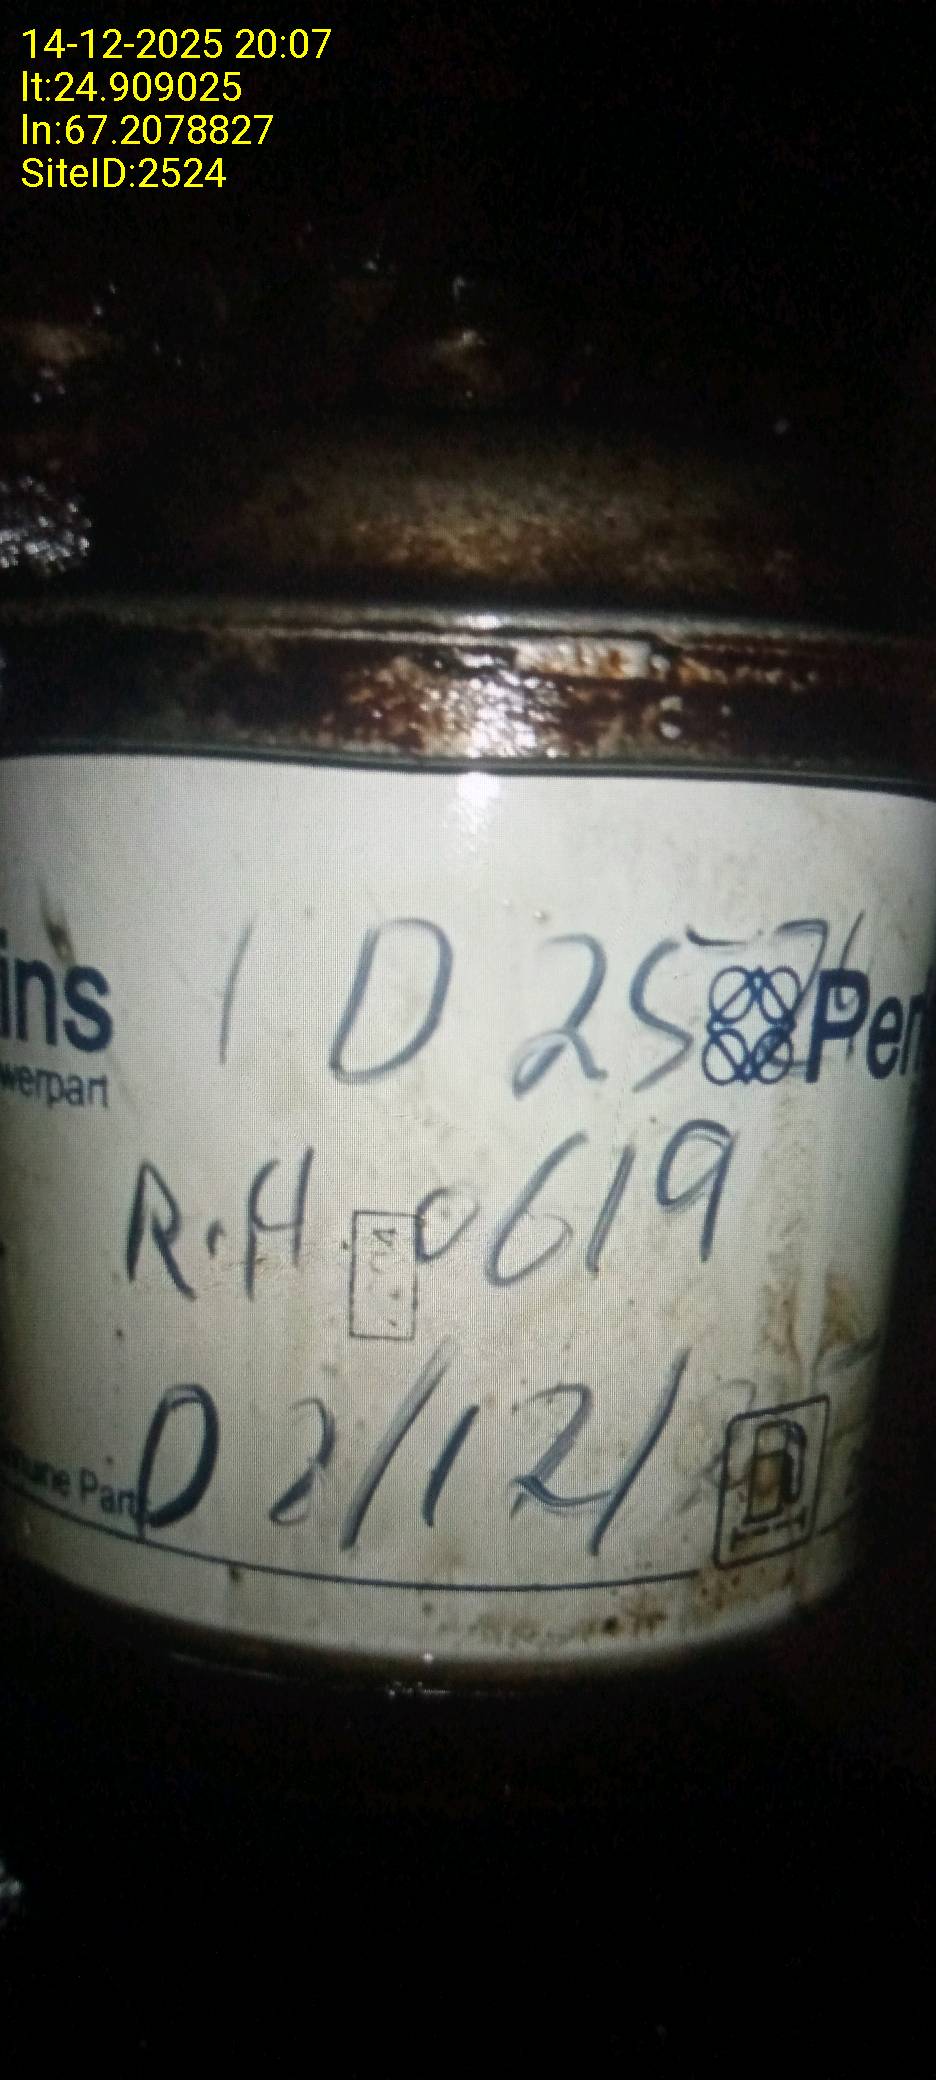 14-12-2025 20:07
lt:24.909025
ln:67.2078827
SiteID:2524
ins
werpart
1 D 25
Per
R.H 0619
D 2/12/